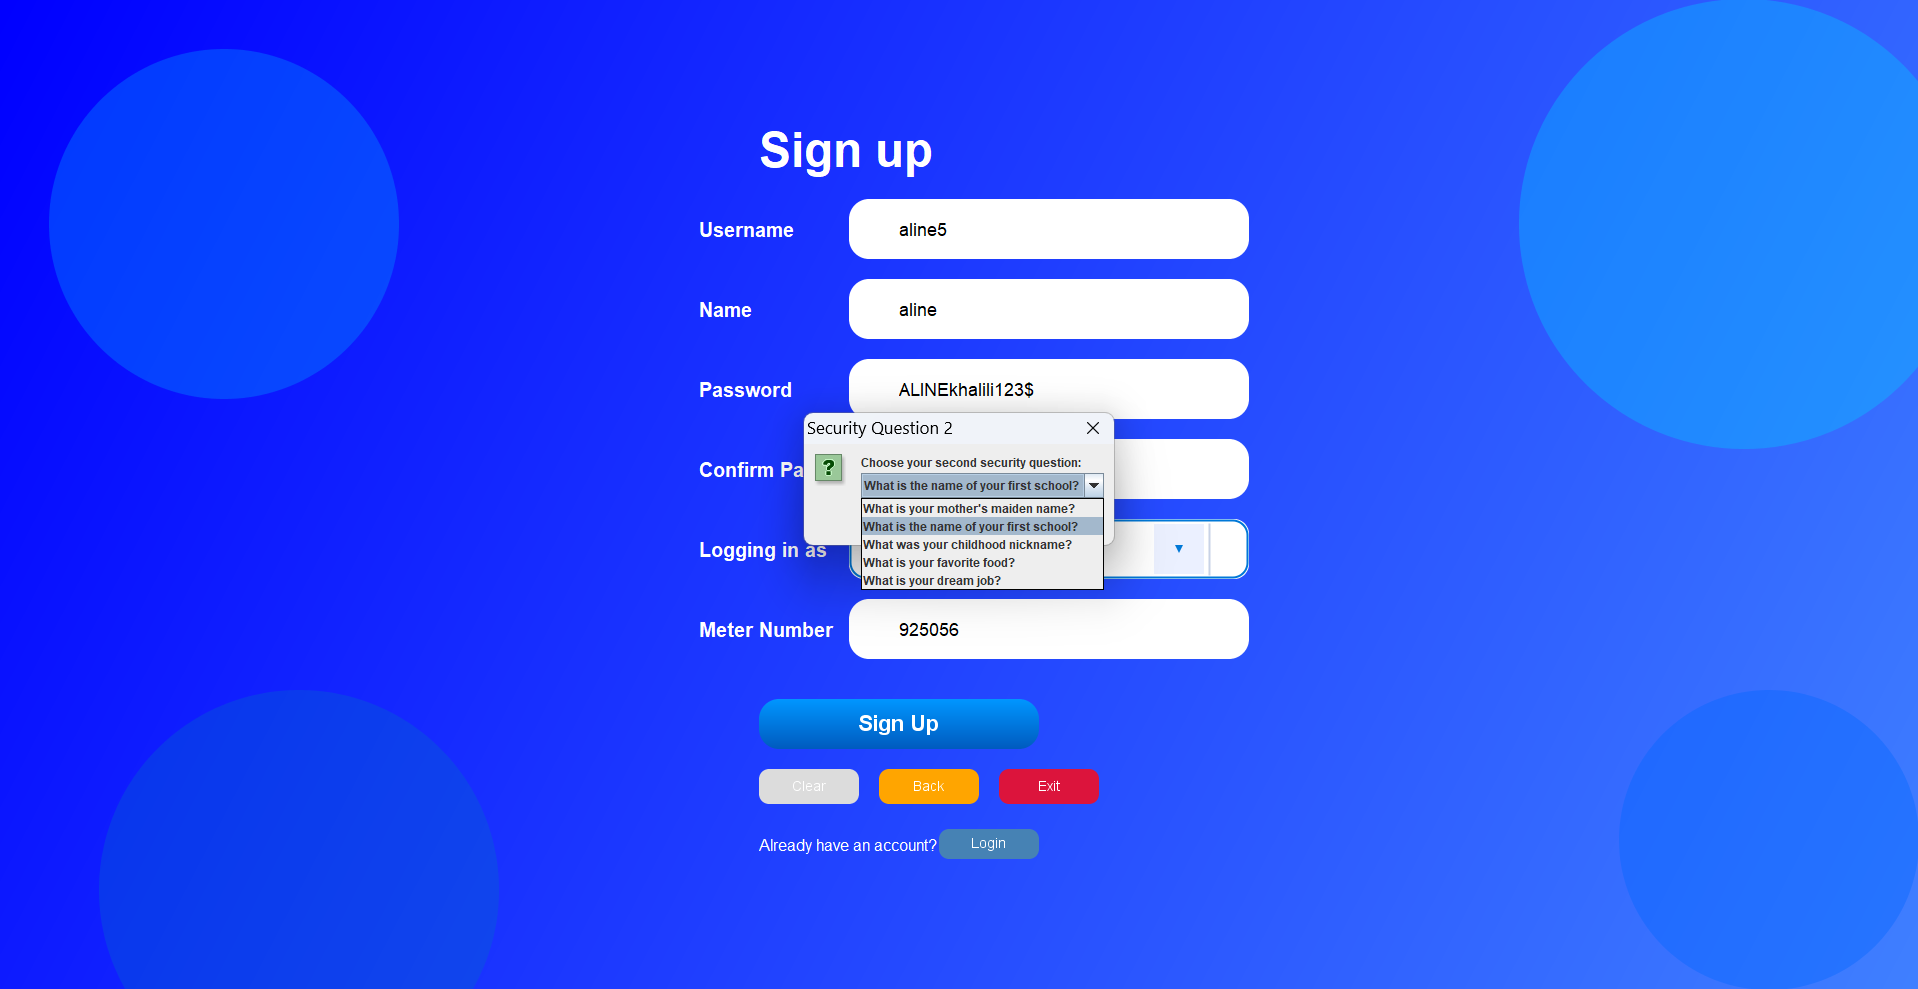 Sign up
Username
aline5
Name
aline
Password
ALINEkhalili123$
Security Question 2
?
Choose your second security question:
Confirm Pa
What is the name of your first school?
What is your mother's maiden name?
What is the name of your first school?
What was your childhood nickname?
What is your favorite food?
What is your dream job?
Logging in as
Meter Number
925056
Sign Up
Clear
Back
Exit
Already have an account?
Login